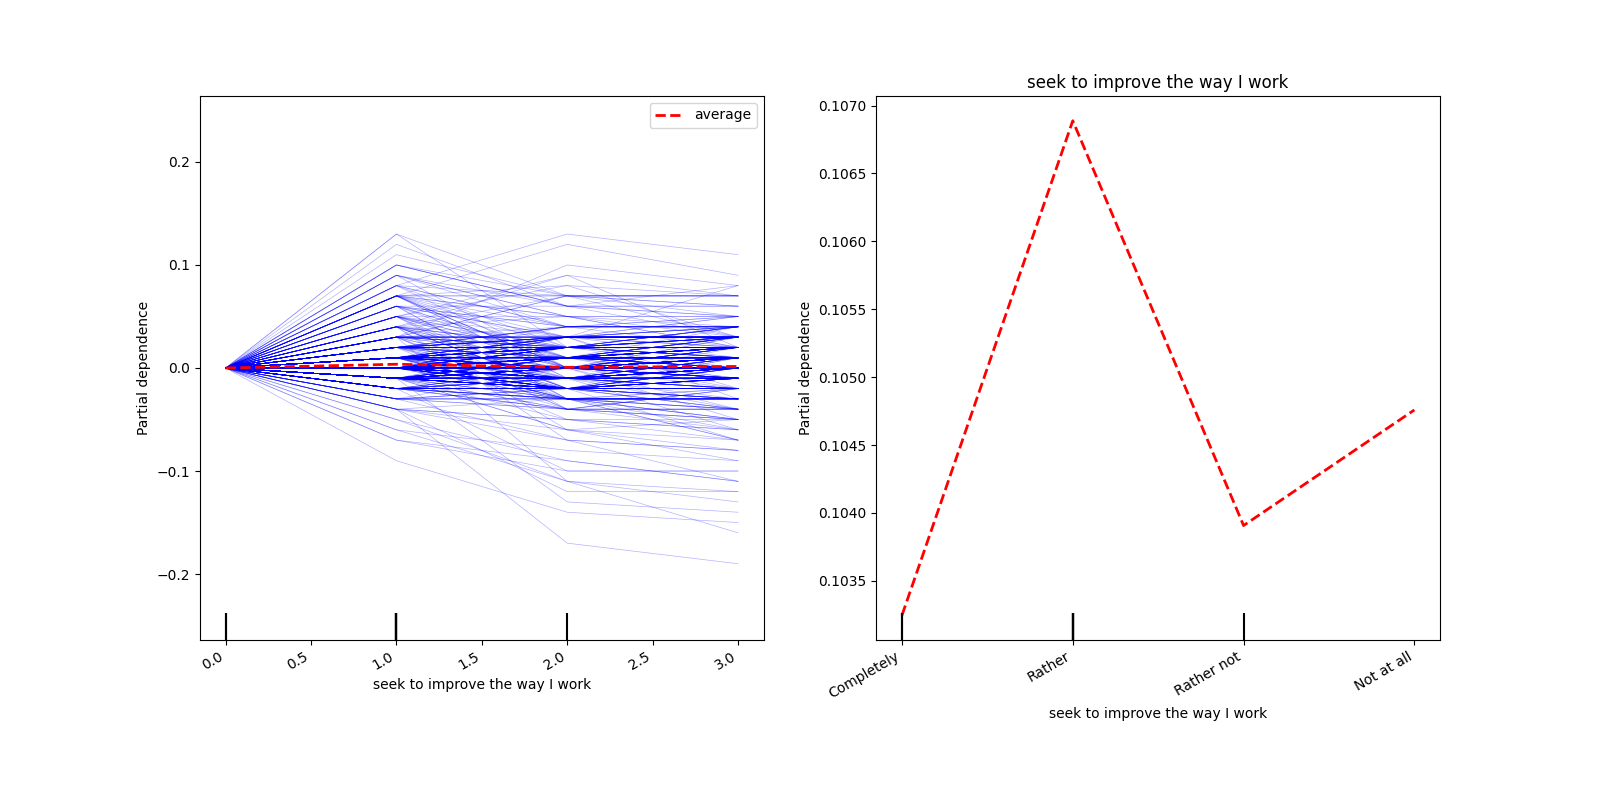 average
0.2
0.1
0.0
−0.1
−0.2
Partial dependence
0.0
0.5
1.0
1.5
2.0
2.5
3.0
seek to improve the way I work
seek to improve the way I work
0.1070
0.1065
0.1060
0.1055
0.1050
0.1045
0.1040
0.1035
Partial dependence
Completely
Rather
Rather not
Not at all
seek to improve the way I work